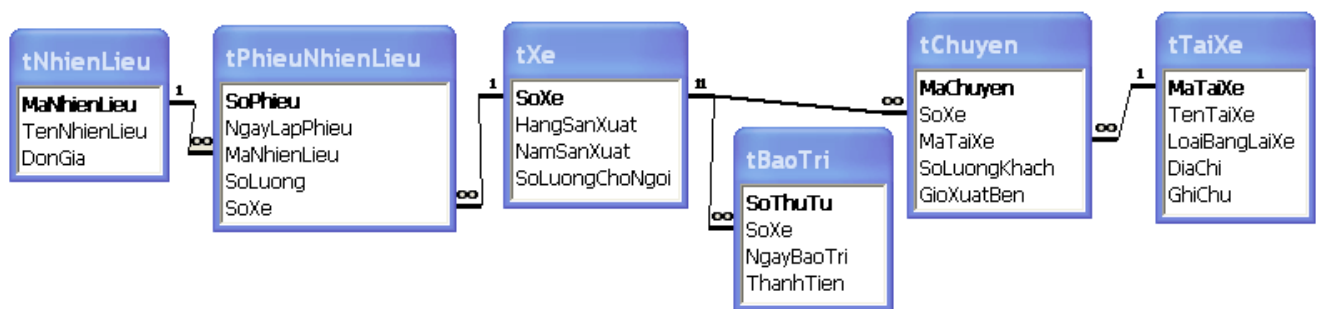 tNhienLieu
MaNhienLieu
TenNhienLieu
DonGia
1
∞
tPhieuNhienLieu
SoPhieu
NgayLapPhieu
MaNhienLieu
SoLuong
SoXe
1
∞
tXe
SoXe
HangSanXuat
NamSanXuat
SoLuongChoNgoi
11
∞
∞
tBaoTri
SoThuTu
SoXe
NgayBaoTri
ThanhTien
tChuyen
MaChuyen
SoXe
MaTaiXe
SoLuongKhach
GioXuatBen
1
∞
tTaiXe
MaTaiXe
TenTaiXe
LoaiBangLaiXe
DiaChi
GhiChu